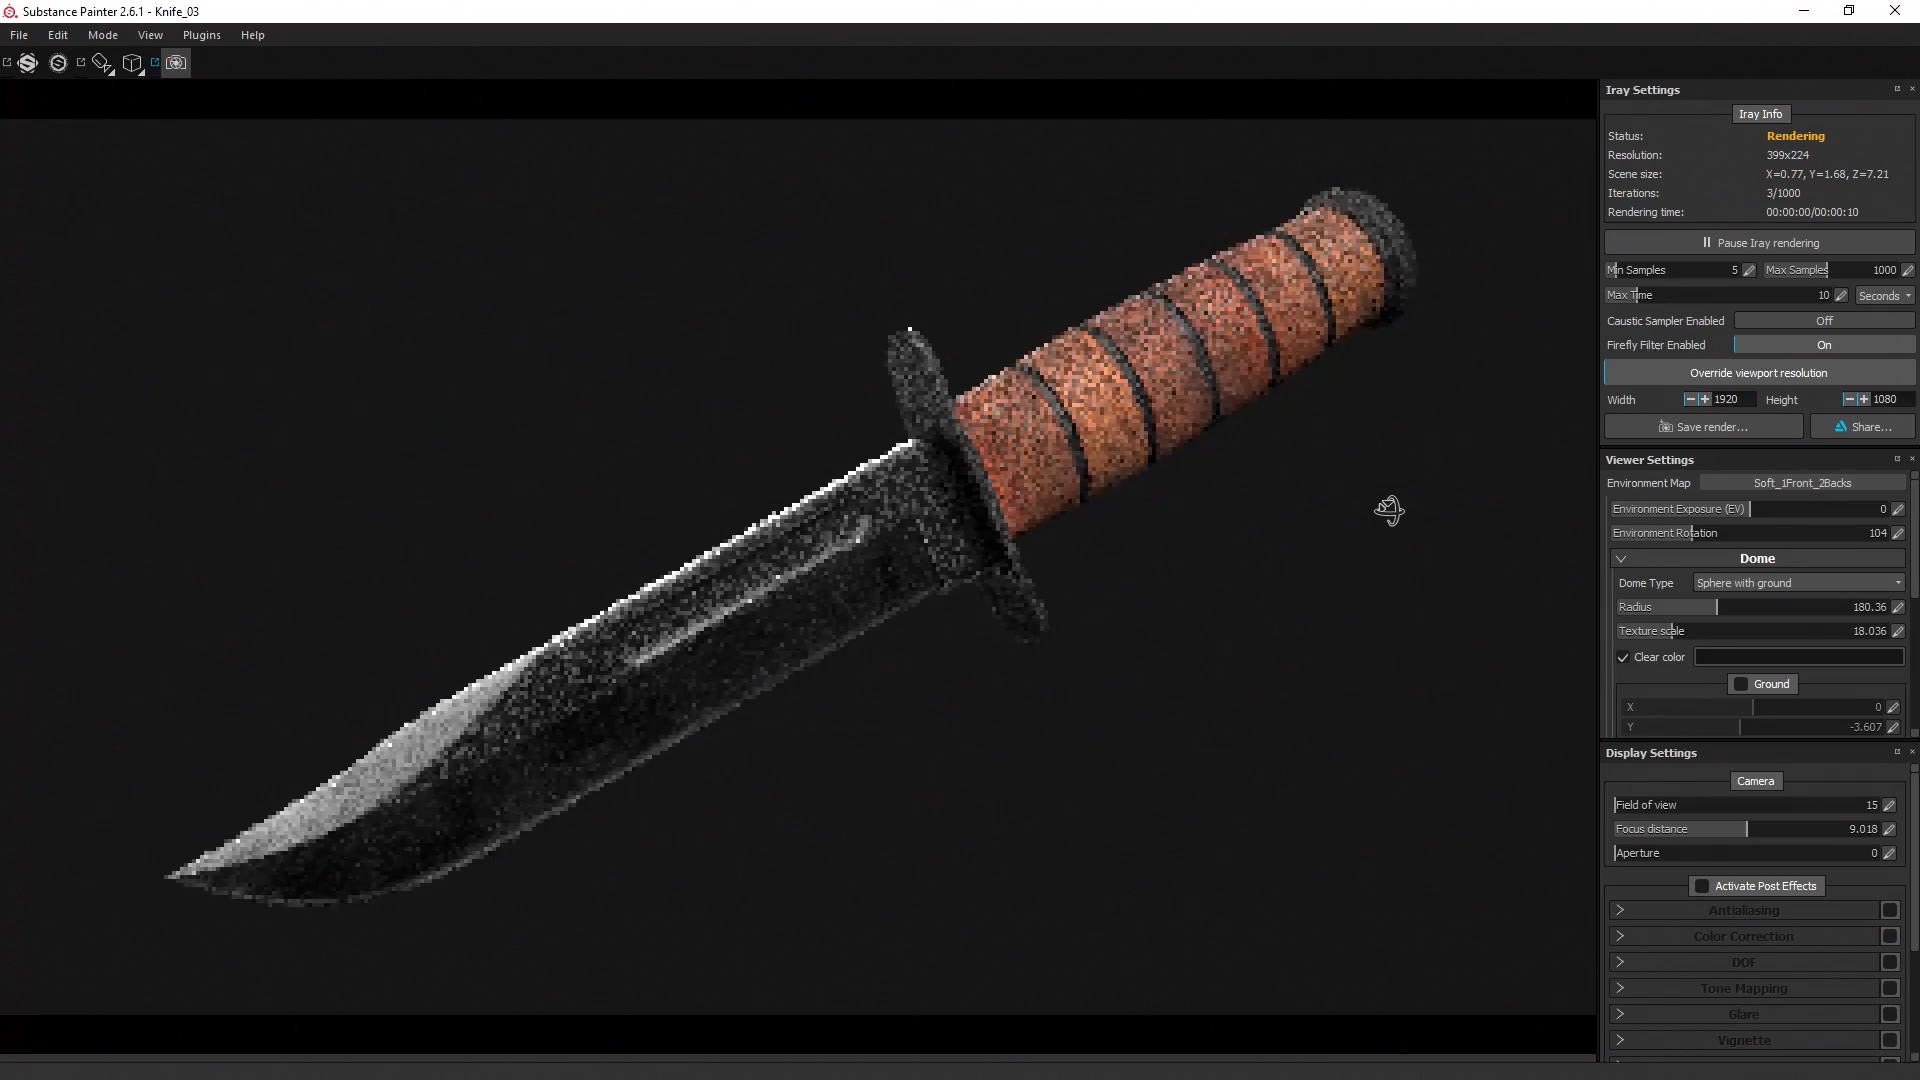 Substance Painter 2.6.1 - Knife_03
File Edit Mode View Plugins Help
Iray Settings
Iray Info
Status: Rendering
Resolution: 399x224
Scene size: X=0.77, Y=1.68, Z=7.21
Iterations: 3/1000
Rendering time: 00:00:00/00:00:10
Pause Iray rendering
Min Samples 5 Max Samples 1000
Max Time 10 Seconds
Caustic Sampler Enabled Off
Firefly Filter Enabled On
Override viewport resolution
Width 1920 Height 1080
Save render... Share...
Viewer Settings
Environment Map Soft_1Front_2Backs
Environment Exposure (EV) 0
Environment Rotation 104
Dome
Dome Type Sphere with ground
Radius 180.36
Texture scale 18.036
Clear color
Ground
X 0
Y -3.607
Display Settings
Camera
Field of view 15
Focus distance 9.018
Aperture 0
Activate Post Effects
Antialiasing
Color Correction
DOF
Tone Mapping
Glare
Vignette